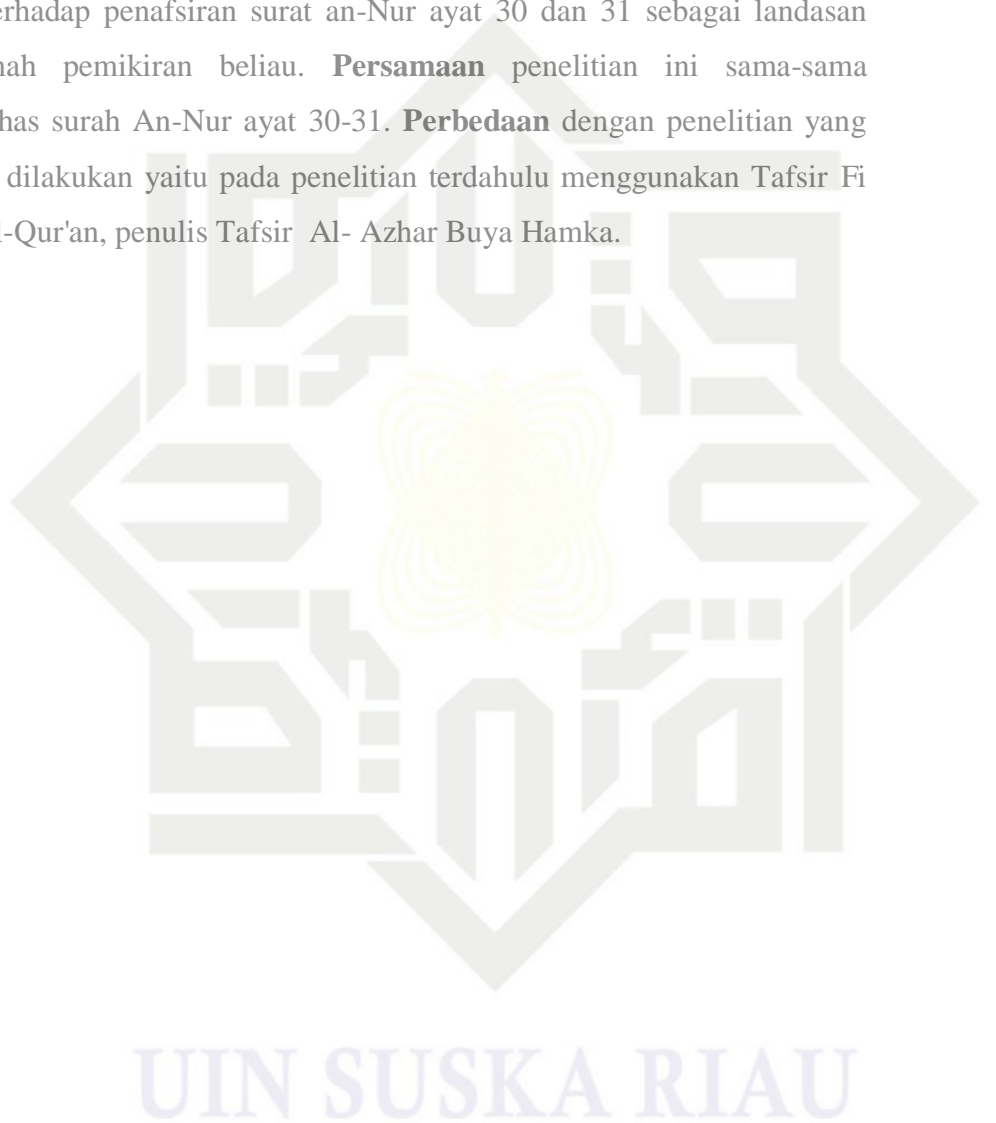 erhadap penafsiran surat an-Nur ayat 30 dan 31 sebagai landasan
nah pemikiran beliau. Persamaan penelitian ini sama-sama
has surah An-Nur ayat 30-31. Perbedaan dengan penelitian yang
dilakukan yaitu pada penelitian terdahulu menggunakan Tafsir Fi
l-Qur'an, penulis Tafsir Al- Azhar Buya Hamka.
UIN SUSKA RIAU